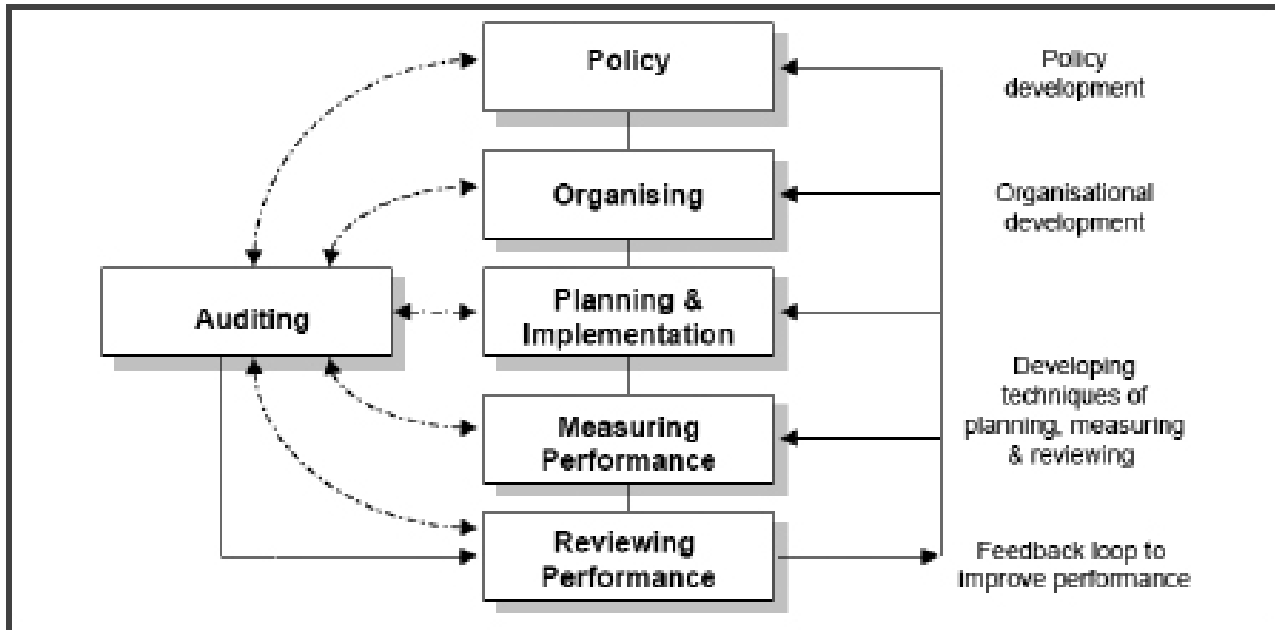 Policy
Policy
development
Organising
Organisational
development
Auditing
Planning &
Implementation
Developing
techniques of
planning, measuring
& reviewing
Measuring
Performance
Reviewing
Performance
Feedback loop to
improve performance